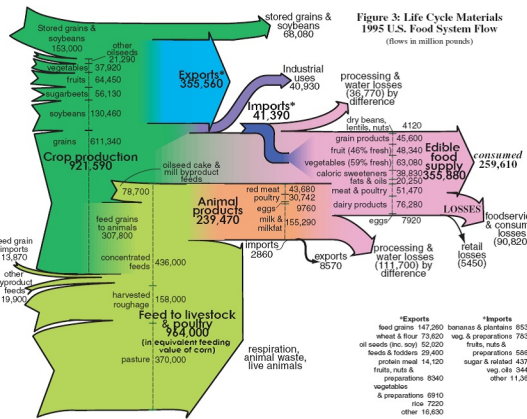 Figure 3: Life Cycle Materials
1995 U.S. Food System Flow
(flows in million pounds)
Stored grains &
soybeans
153,000
other
oilseeds
21,290
vegetables 37,920
fruits 64,450
sugarbeets 56,130
soybeans 130,460
grains 611,340
Crop production
921,590
stored grains &
soybeans
68,080
Exports*
355,560
Industrial
uses
40,930
Imports*
41,390
processing &
water losses
(36,770) by
difference
dry beans,
lentils, nuts 4120
grain products 45,600
fruit (46% fresh) 48,340
vegetables (59% fresh) 63,080
caloric sweeteners 38,830
fats & oils 20,250
meat & poultry 51,470
dairy products 76,280
eggs 7920
Edible
food
supply
355,880
consumed
259,610
LOSSES
foodservice
& consum
losses
(90,820
retail
losses
(5450)
oilseed cake &
mill byproduct
feeds
78,700
Animal
products
239,470
red meat 43,680
poultry 30,742
eggs 9760
milk &
milkfat 155,290
imports
2860
exports
8570
processing &
water losses
(111,700) by
difference
feed grains
to animals
307,800
eed grain
imports
13,870
other
byproduct
feeds
19,900
concentrated
feeds 436,000
harvested
roughage 158,000
Feed to livestock
& poultry
964,000
(in equivalent feeding
value of corn)
pasture 370,000
respiration,
animal waste,
live animals
*Exports
feed grains 147,260
wheat & flour 73,620
oil seeds (inc. soy) 52,020
feeds & fodders 29,400
protein meal 14,120
fruits, nuts &
preparations 8340
vegetables
& preparations 6910
rice 7220
other 16,630
*Imports
bananas & plantains 853
veg. & preparations 783
fruits, nuts &
preparations 586
sugar & related 437
veg. oils 344
other 11,36